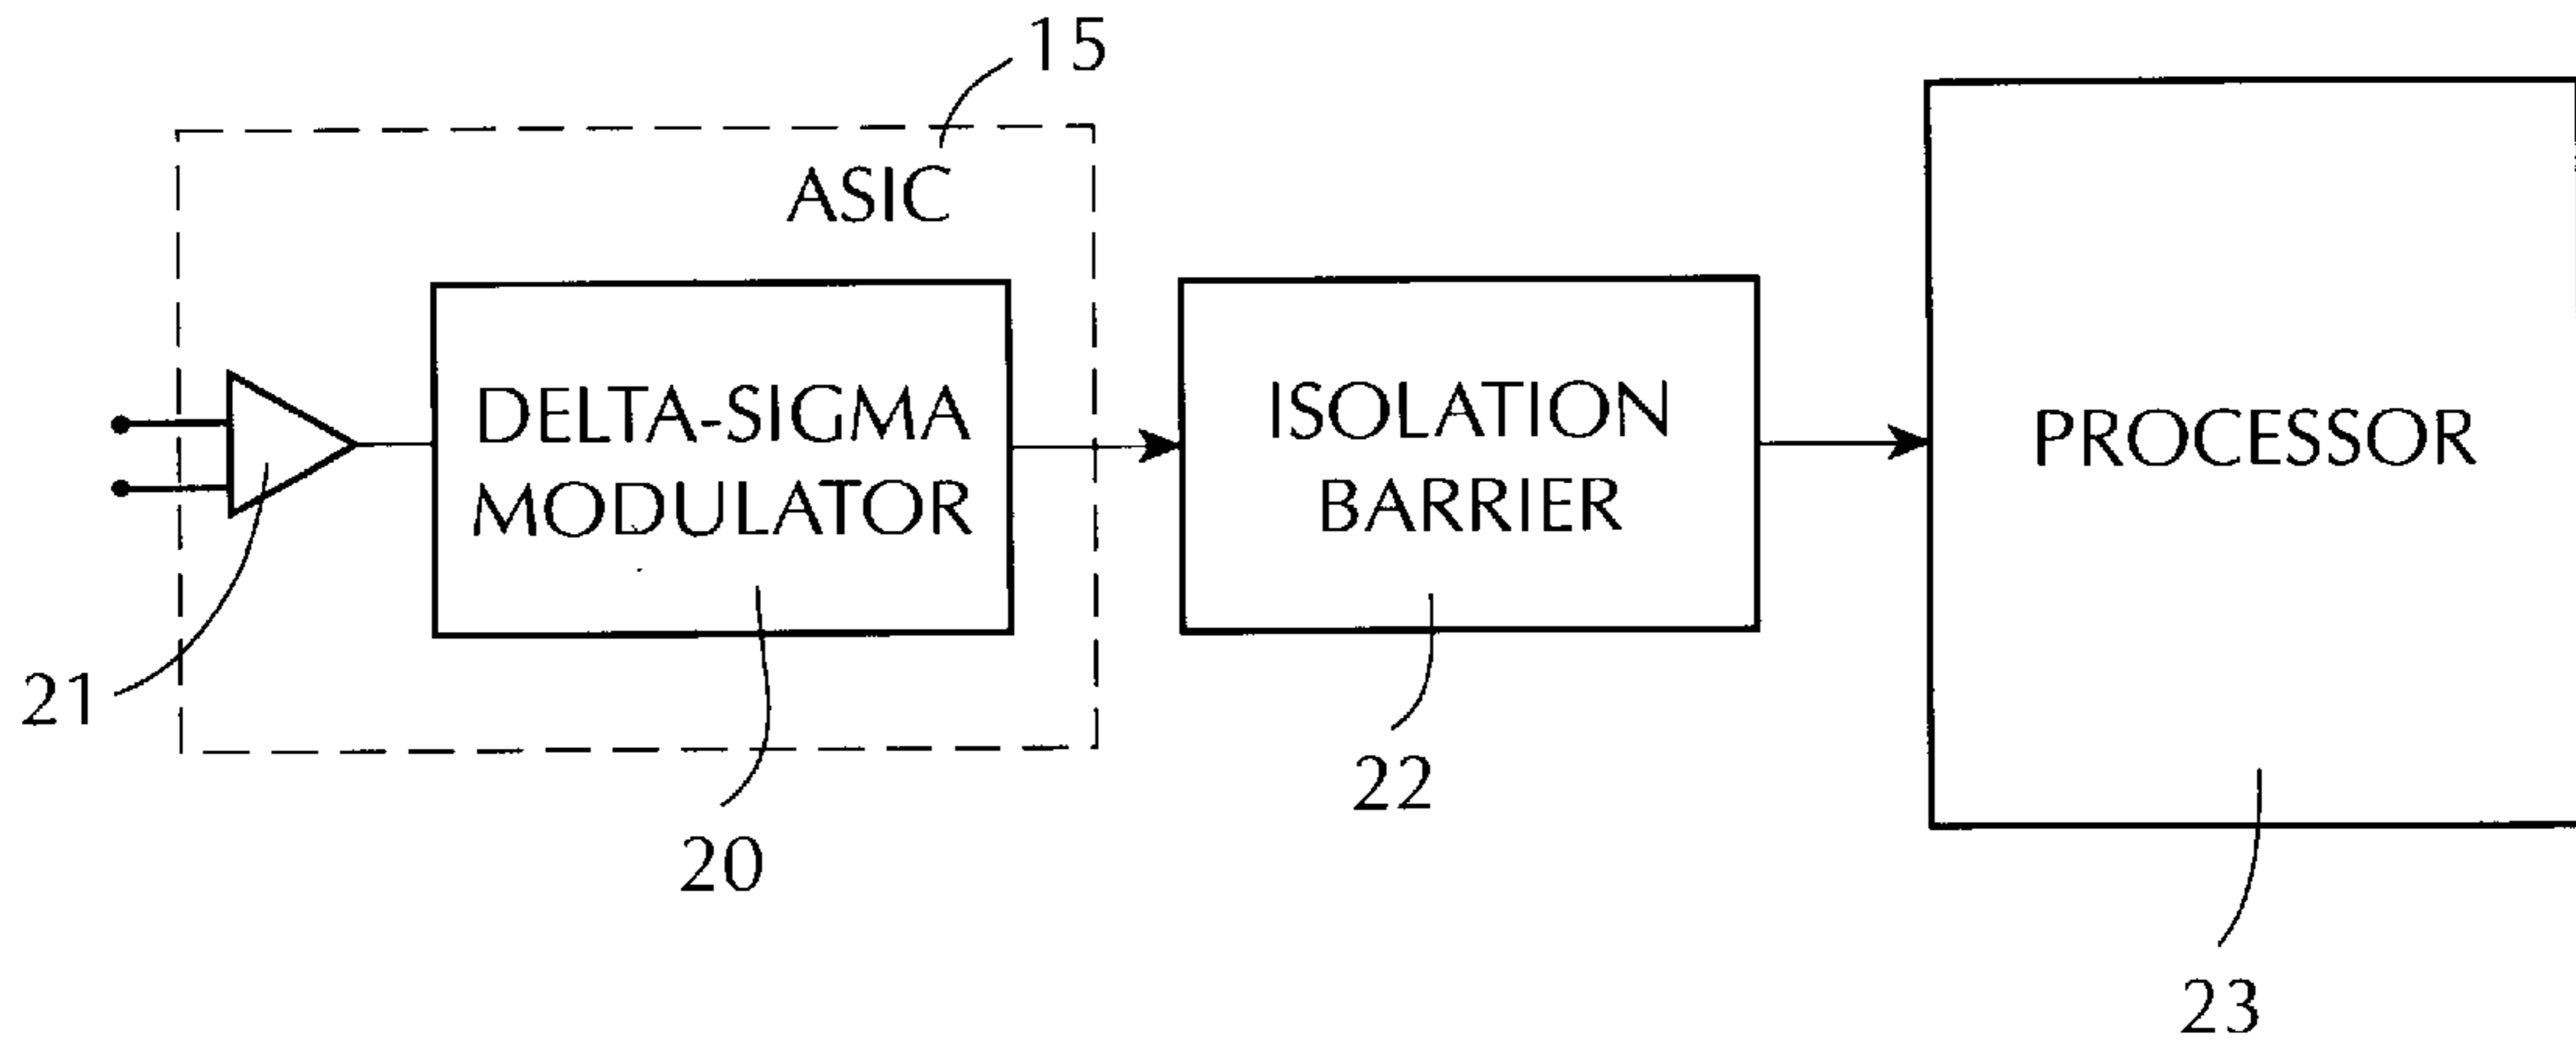 15
ASIC
DELTA-SIGMA
MODULATOR
ISOLATION
BARRIER
PROCESSOR
21
20
22
23